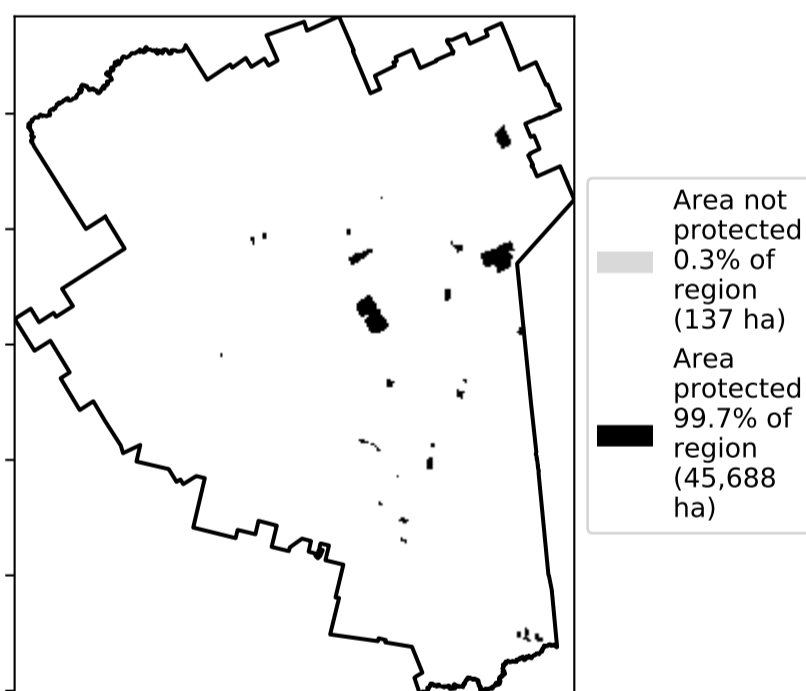 Area not
protected
0.3% of
region
(137 ha)
Area
protected
99.7% of
region
(45,688
ha)